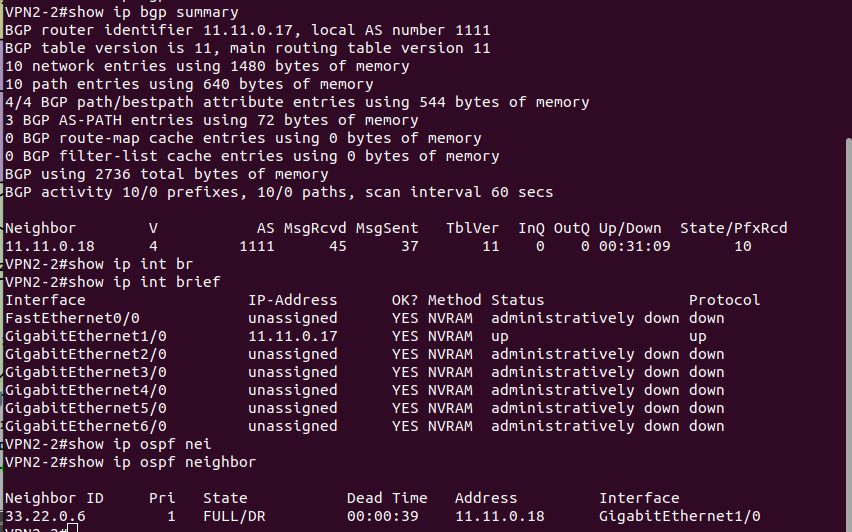 VPN2-2#show ip bgp summary
BGP router identifier 11.11.0.17, local AS number 1111
BGP table version is 11, main routing table version 11
10 network entries using 1480 bytes of memory
10 path entries using 640 bytes of memory
4/4 BGP path/bestpath attribute entries using 544 bytes of memory
3 BGP AS-PATH entries using 72 bytes of memory
0 BGP route-map cache entries using 0 bytes of memory
0 BGP filter-list cache entries using 0 bytes of memory
BGP using 2736 total bytes of memory
BGP activity 10/0 prefixes, 10/0 paths, scan interval 60 secs
Neighbor V AS MsgRcvd MsgSent TblVer InQ OutQ Up/Down State/PfxRcd
11.11.0.18 4 1111 45 37 11 0 0 00:31:09 10
VPN2-2#show ip int br
VPN2-2#show ip int brief
Interface IP-Address OK? Method Status Protocol
FastEthernet0/0 unassigned YES NVRAM administratively down down
GigabitEthernet1/0 11.11.0.17 YES NVRAM up up
GigabitEthernet2/0 unassigned YES NVRAM administratively down down
GigabitEthernet3/0 unassigned YES NVRAM administratively down down
GigabitEthernet4/0 unassigned YES NVRAM administratively down down
GigabitEthernet5/0 unassigned YES NVRAM administratively down down
GigabitEthernet6/0 unassigned YES NVRAM administratively down down
VPN2-2#show ip ospf nei
VPN2-2#show ip ospf neighbor
Neighbor ID Pri State Dead Time Address Interface
33.22.0.6 1 FULL/DR 00:00:39 11.11.0.18 GigabitEthernet1/0
VPN2-2#